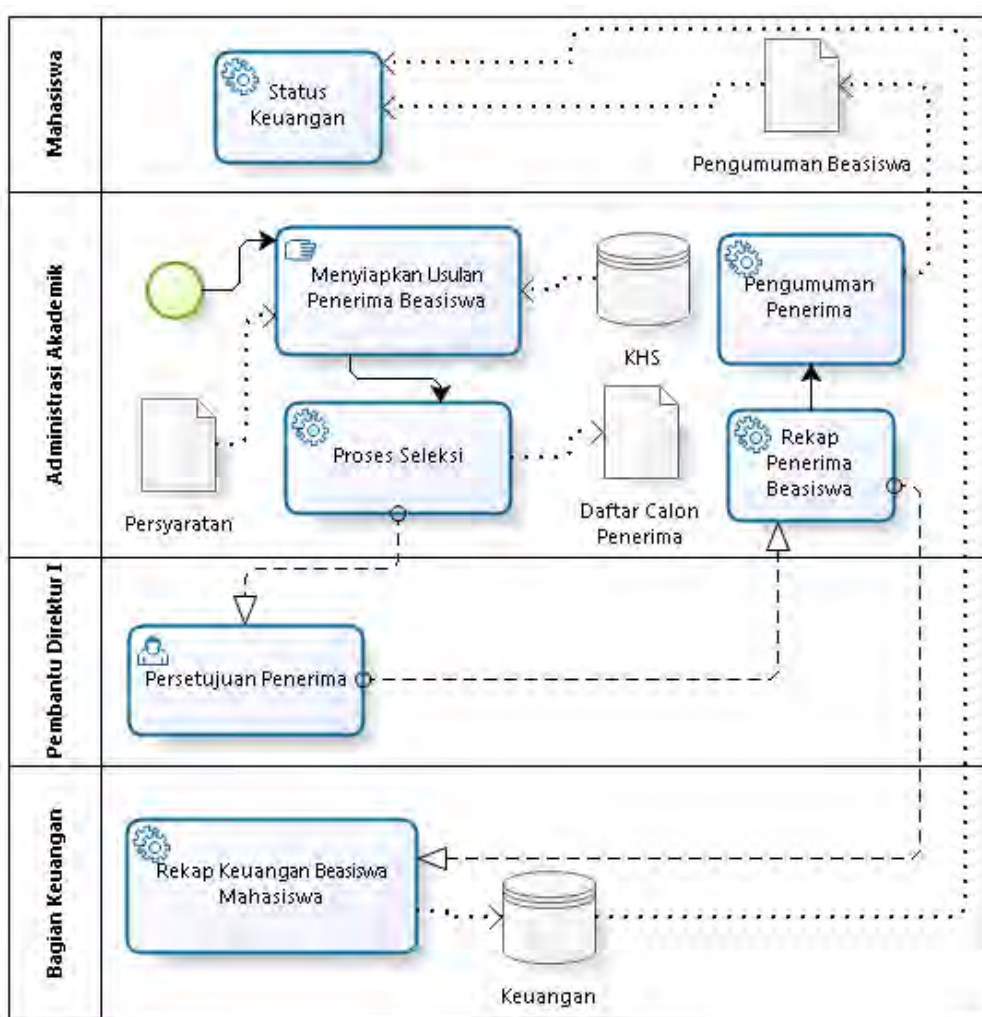 Mahasiswa
Status
Keuangan
Pengumuman Beasiswa
Administrasi Akademik
Menyiapkan Usulan
Penerima Beasiswa
KHS
Pengumuman
Penerima
Persyaratan
Proses Seleksi
Daftar Calon
Penerima
Rekap
Penerima
Beasiswa
Pembantu Direktur I
Persetujuan Penerima
Bagian Keuangan
Rekap Keuangan Beasiswa
Mahasiswa
Keuangan